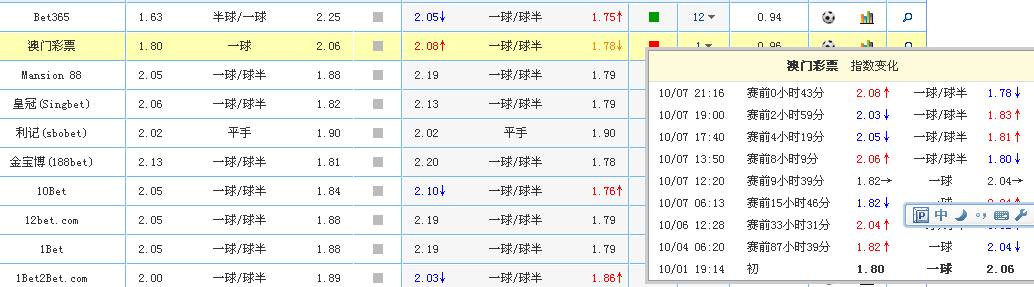 Bet365 1.63 半球/一球 2.25 2.05↓ 一球/球半 1.75↑ 12 0.94
澳门彩票 1.80 一球 2.06 2.08↑ 一球/球半 1.78↓ 1 0.96
Mansion 88 2.05 一球/球半 1.88 2.19 一球/球半 1.79
皇冠(Singbet) 2.06 一球/球半 1.82 2.13 一球/球半 1.79
利记(sbobet) 2.02 平手 1.90 2.02 平手 1.90
金宝博(188bet) 2.13 一球/球半 1.81 2.20 一球/球半 1.78
10Bet 2.05 一球/球半 1.84 2.10↓ 一球/球半 1.76↑
12bet.com 2.05 一球/球半 1.88 2.19 一球/球半 1.79
1Bet 2.05 一球/球半 1.88 2.19 一球/球半 1.79
1Bet2Bet.com 2.00 一球/球半 1.89 2.03↓ 一球/球半 1.86↑
澳门彩票 指数变化
10/07 21:16 赛前0小时43分 2.08↑ 一球/球半 1.78↓
10/07 19:00 赛前2小时59分 2.03↓ 一球/球半 1.83↑
10/07 17:40 赛前4小时19分 2.05↓ 一球/球半 1.81↑
10/07 13:50 赛前8小时9分 2.06↑ 一球/球半 1.80↓
10/07 12:20 赛前9小时39分 1.82→ 一球 2.04→
10/07 06:13 赛前15小时46分 1.82↓
10/06 12:28 赛前33小时31分 2.04↑
10/04 06:20 赛前87小时39分 1.82↑ 一球 2.04↓
10/01 19:14 初 1.80 一球 2.06
中